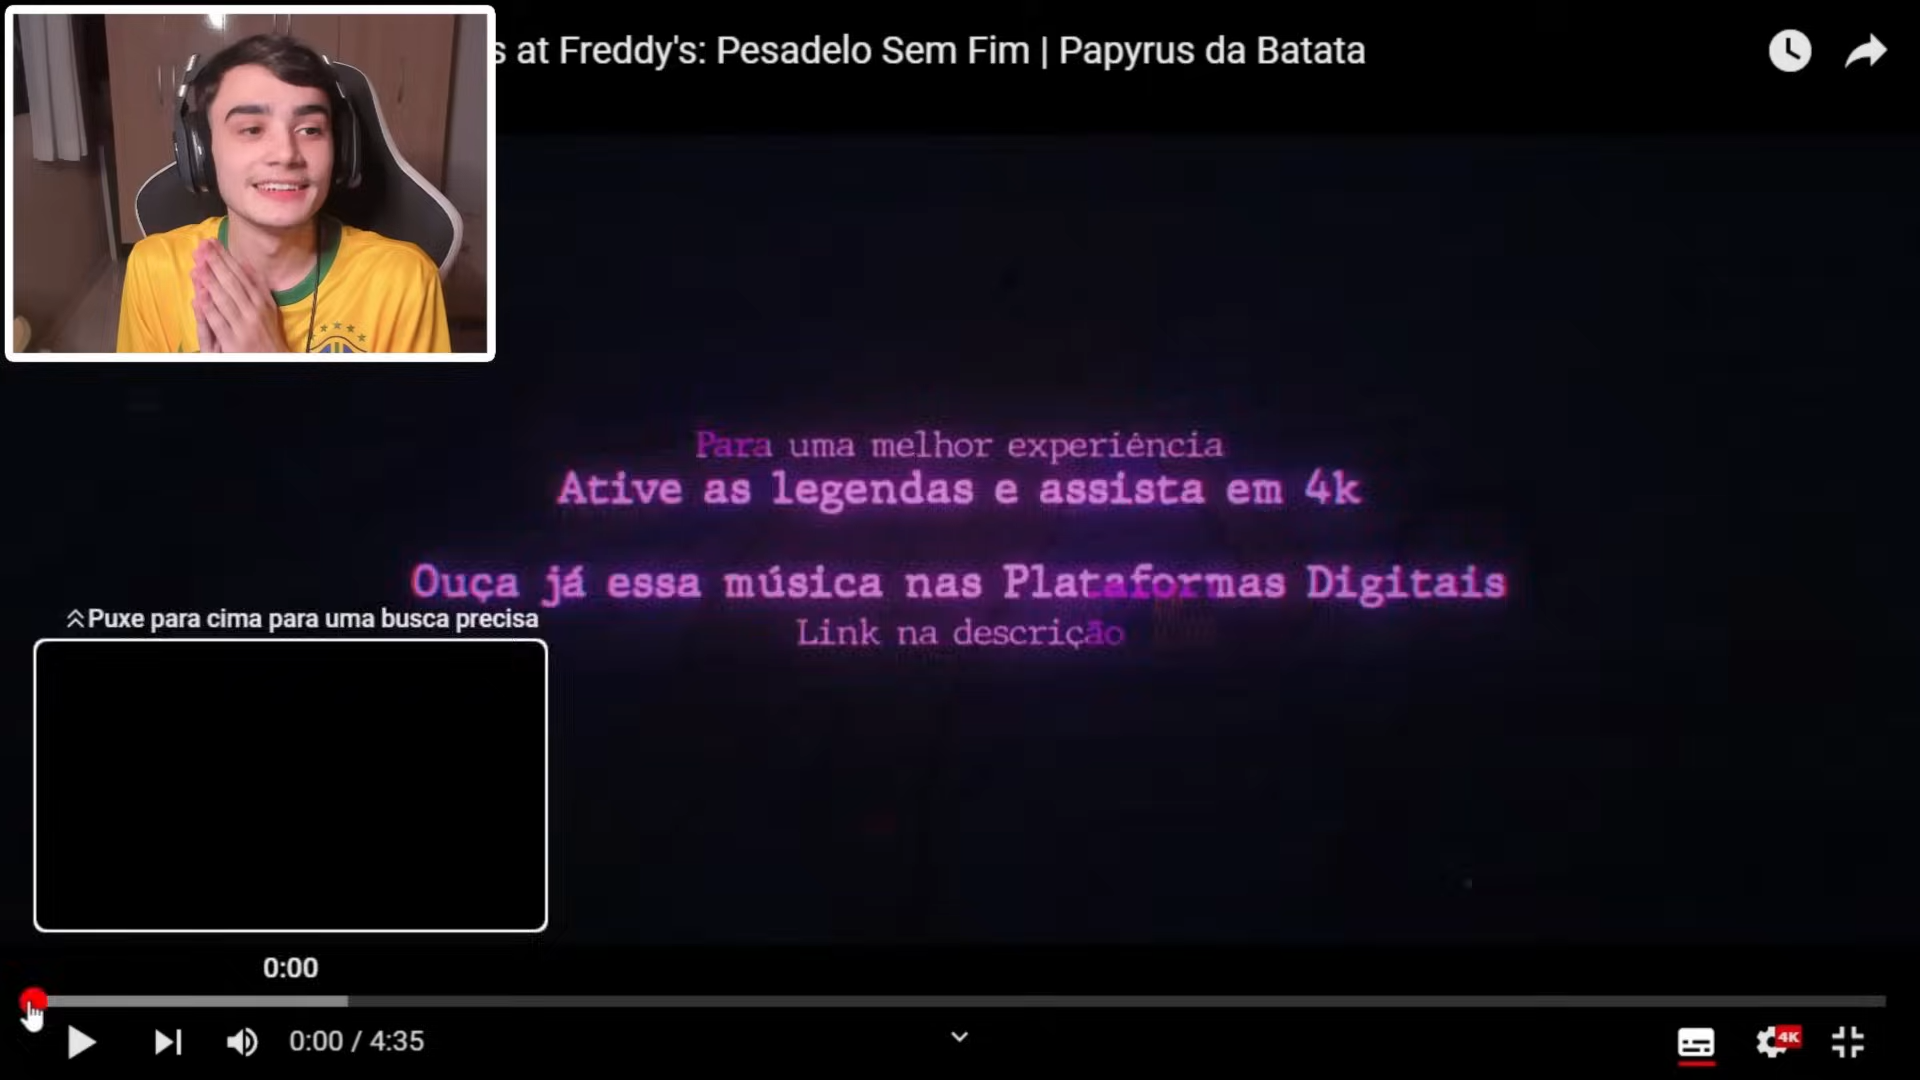 s at Freddy's: Pesadelo Sem Fim | Papyrus da Batata
Para uma melhor experiência
Ative as legendas e assista em 4k
Ouça já essa música nas Plataformas Digitais
Link na descrição
Puxe para cima para uma busca precisa
0:00
0:00 / 4:35
4K